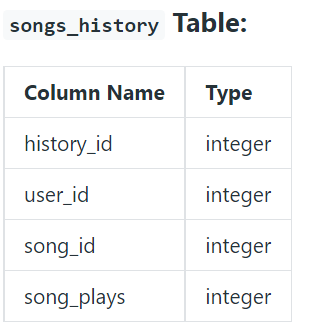 songs_history Table:
Column Name Type
history_id integer
user_id integer
song_id integer
song_plays integer